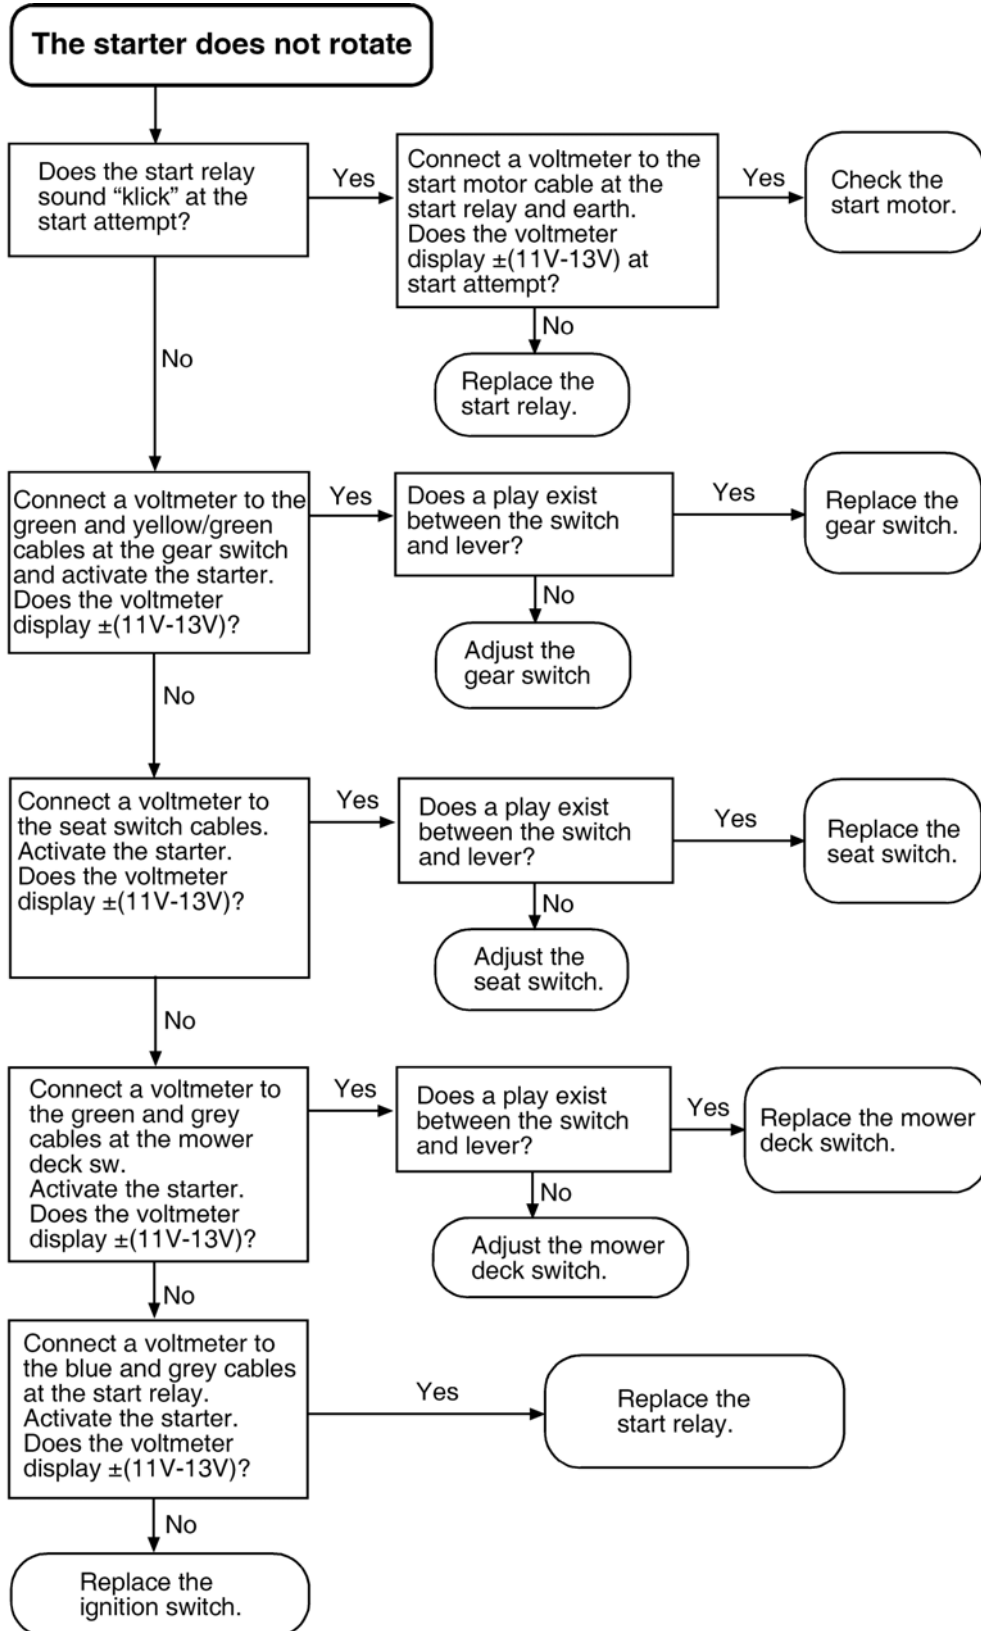 The starter does not rotate
Does the start relay
sound “klick” at the
start attempt?
Yes
Connect a voltmeter to the
start motor cable at the
start relay and earth.
Does the voltmeter
display ±(11V-13V) at
start attempt?
Yes
Check the
start motor.
No
Replace the
start relay.
No
Connect a voltmeter to the
green and yellow/green
cables at the gear switch
and activate the starter.
Does the voltmeter
display ±(11V-13V)?
Yes
Does a play exist
between the switch
and lever?
Yes
Replace the
gear switch.
No
Adjust the
gear switch
No
Connect a voltmeter to
the seat switch cables.
Activate the starter.
Does the voltmeter
display ±(11V-13V)?
Yes
Does a play exist
between the switch
and lever?
Yes
Replace the
seat switch.
No
Adjust the
seat switch.
No
Connect a voltmeter to
the green and grey
cables at the mower
deck sw.
Activate the starter.
Does the voltmeter
display ±(11V-13V)?
Yes
Does a play exist
between the switch
and lever?
Yes
Replace the mower
deck switch.
No
Adjust the mower
deck switch.
No
Connect a voltmeter to
the blue and grey cables
at the start relay.
Activate the starter.
Does the voltmeter
display ±(11V-13V)?
Yes
Replace the
start relay.
No
Replace the
ignition switch.